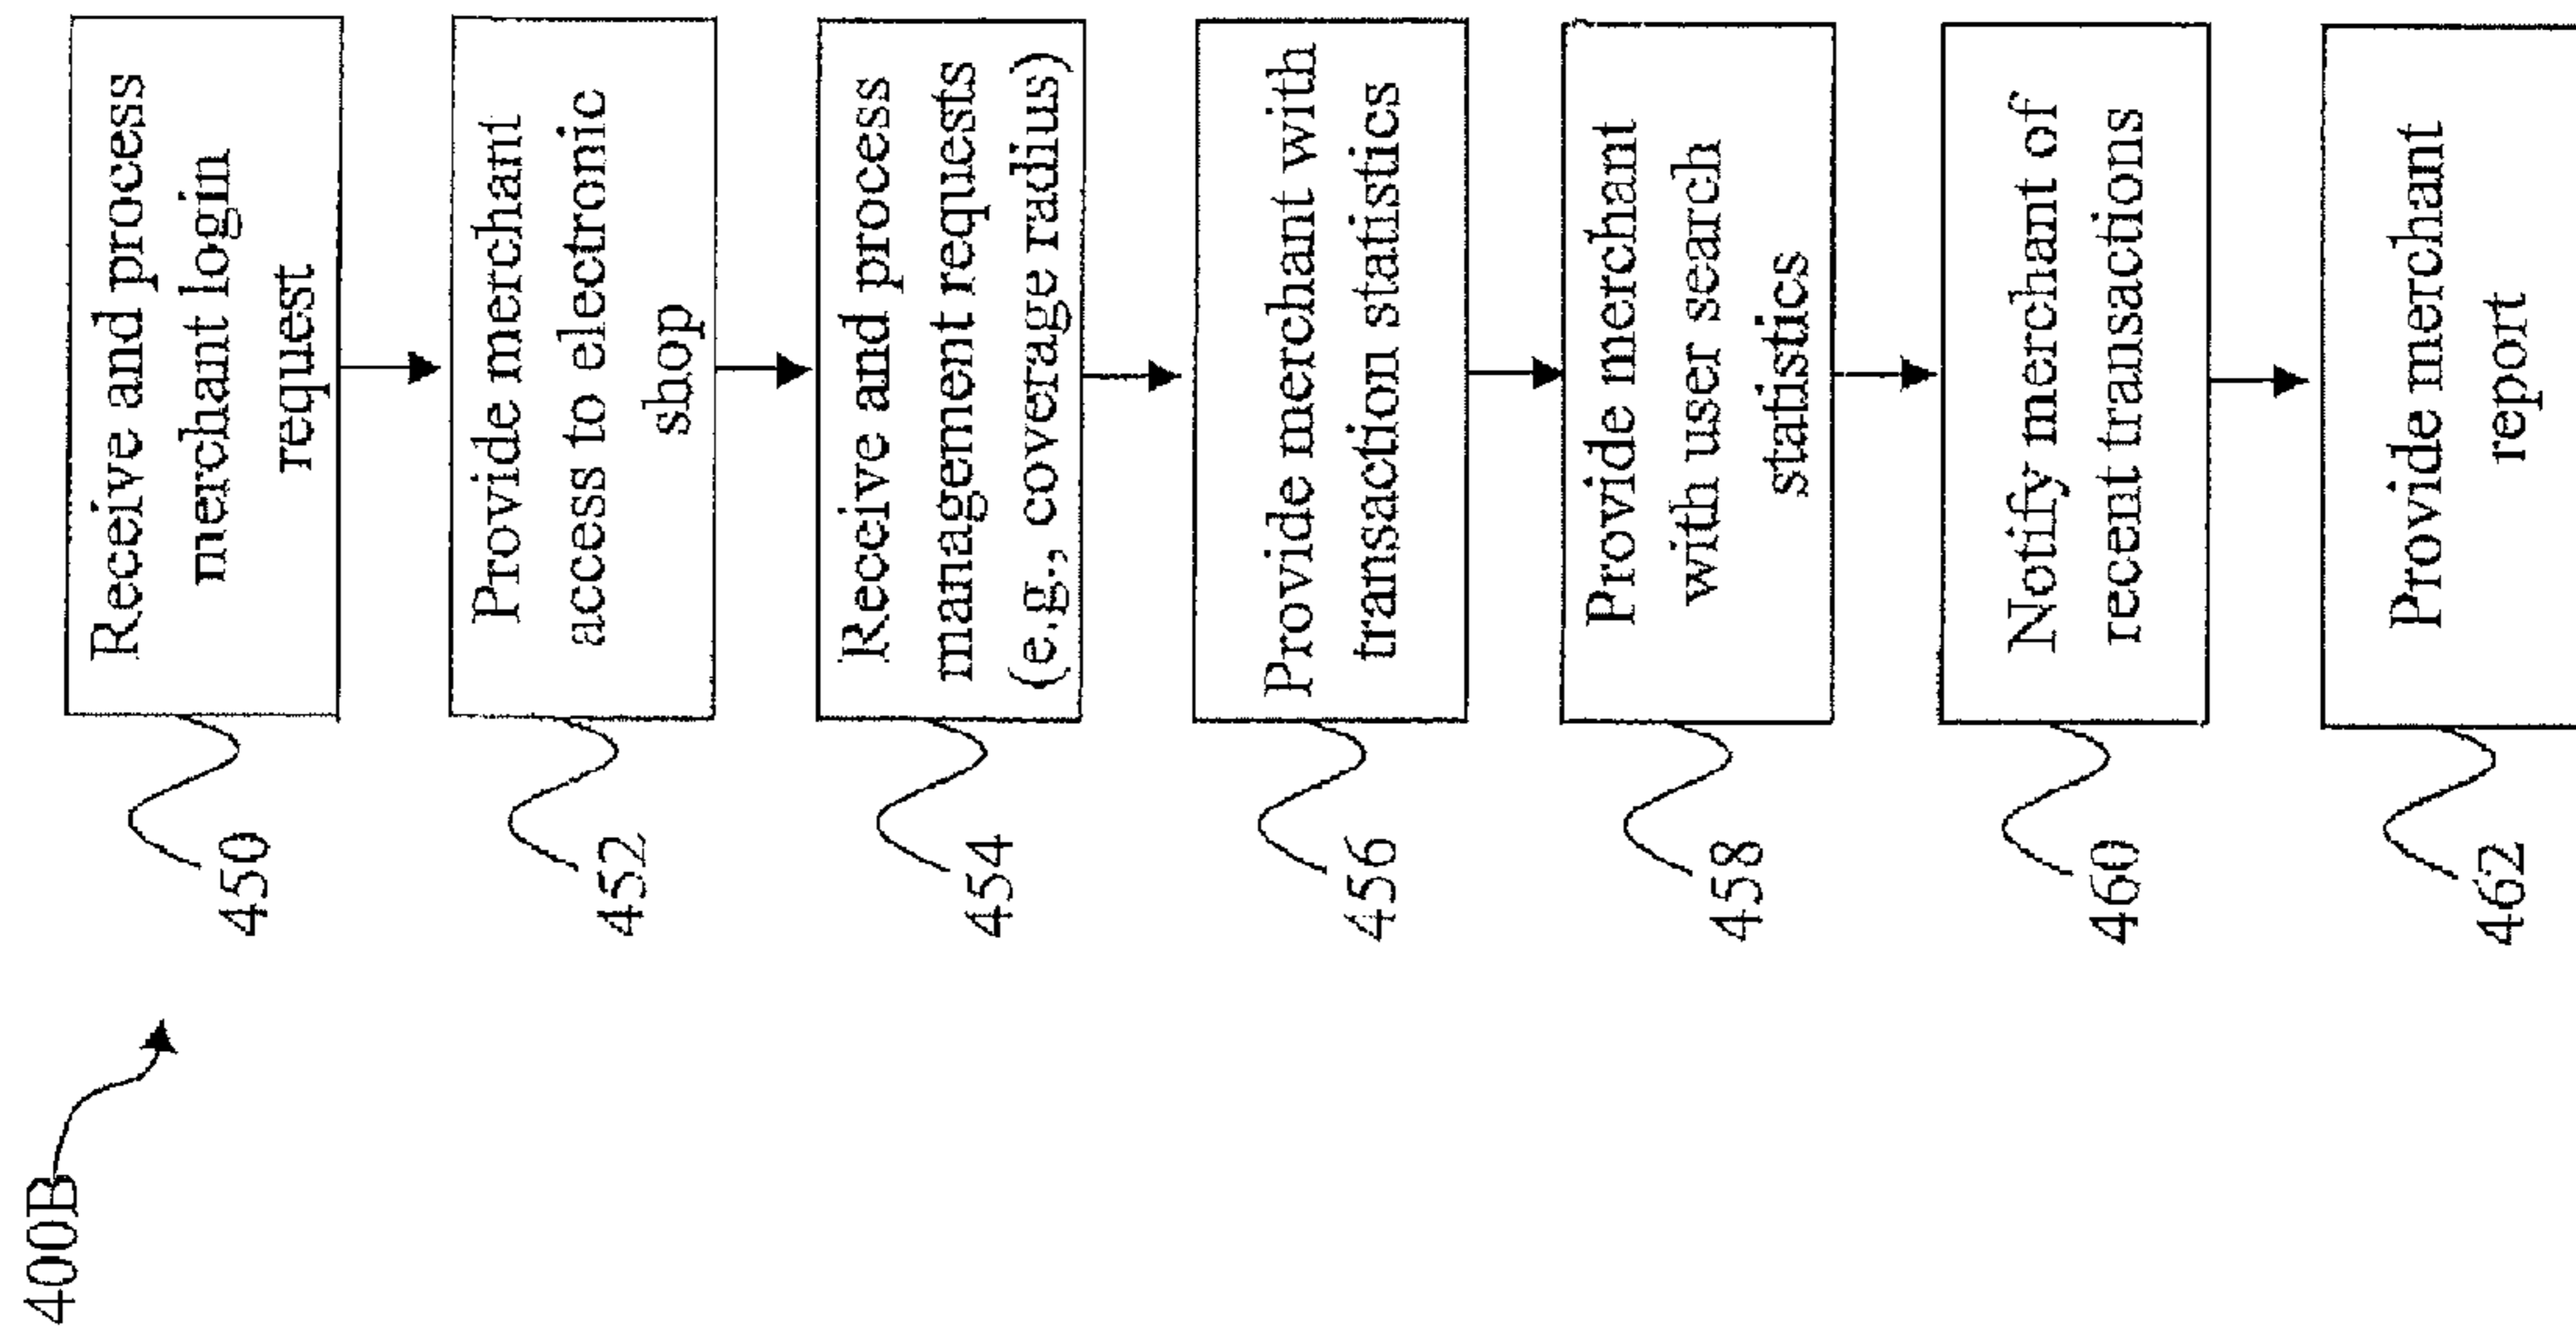 400B
450
Receive and process
merchant login
request
452
Provide merchant
access to electronic
shop
454
Receive and process
management requests
(e.g., coverage radius)
456
Provide merchant with
transaction statistics
458
Provide merchant
with user search
statistics
460
Notify merchant of
recent transactions
462
Provide merchant
report